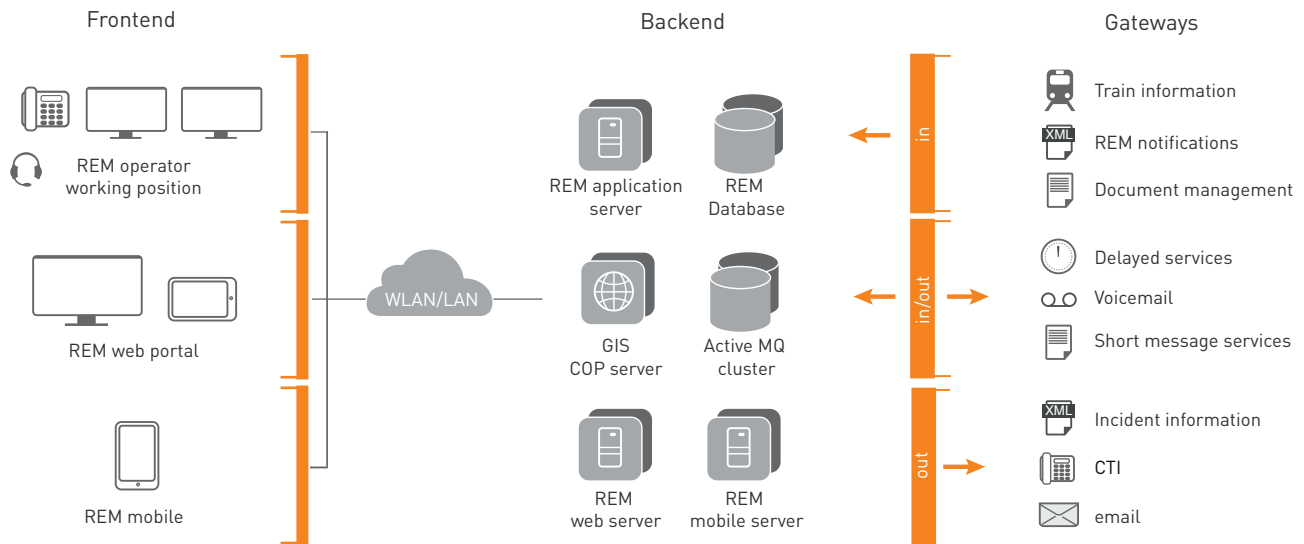 Frontend
Backend
Gateways
REM operator
working position
REM web portal
REM mobile
WLAN/LAN
REM application
server
REM
Database
GIS
COP server
Active MQ
cluster
REM
web server
REM
mobile server
in
in/out
out
Train information
XML
REM notifications
Document management
Delayed services
Voicemail
Short message services
XML
Incident information
CTI
email